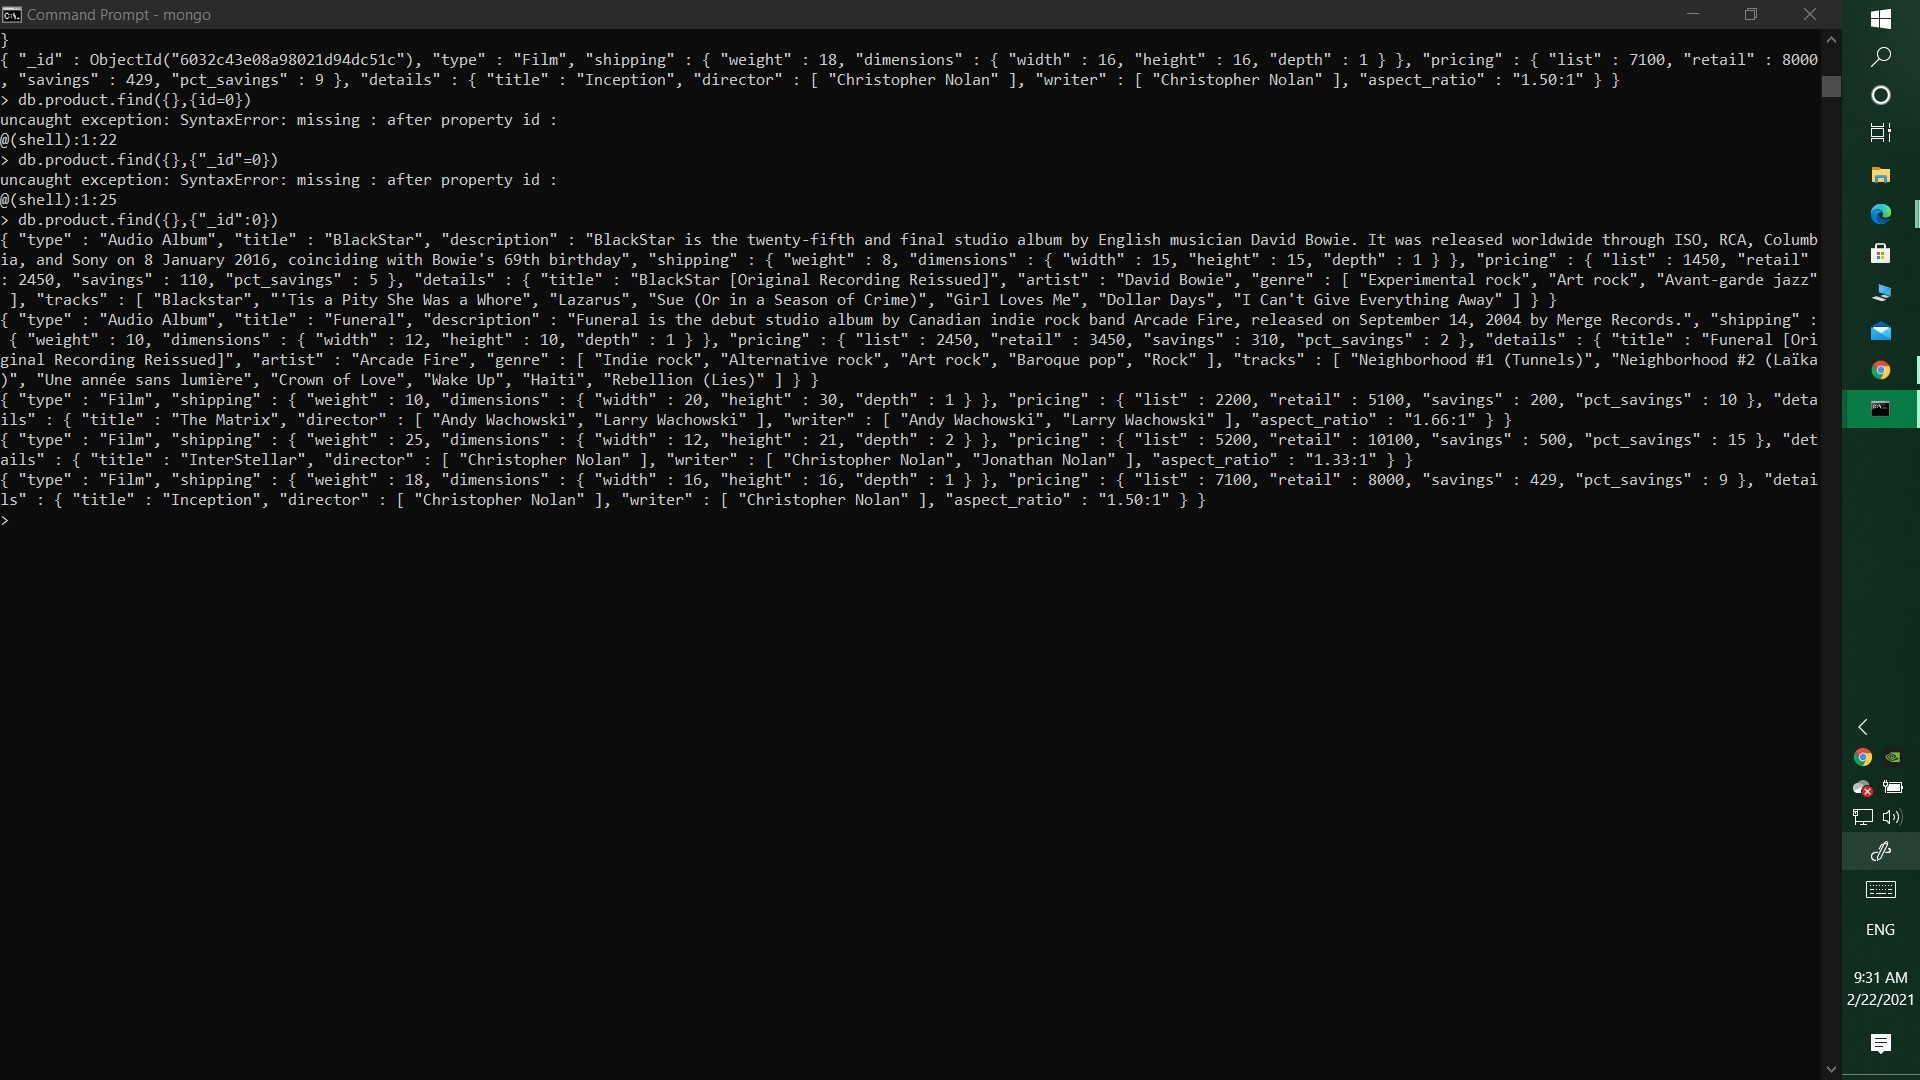 Command Prompt - mongo
}
{ "_id" : ObjectId("6032c43e08a98021d94dc51c"), "type" : "Film", "shipping" : { "weight" : 18, "dimensions" : { "width" : 16, "height" : 16, "depth" : 1 } }, "pricing" : { "list" : 7100, "retail" : 8000
, "savings" : 429, "pct_savings" : 9 }, "details" : { "title" : "Inception", "director" : [ "Christopher Nolan" ], "writer" : [ "Christopher Nolan" ], "aspect_ratio" : "1.50:1" } }
> db.product.find({},{id=0})
uncaught exception: SyntaxError: missing : after property id :
@(shell):1:22
> db.product.find({},{"_id"=0})
uncaught exception: SyntaxError: missing : after property id :
@(shell):1:25
> db.product.find({},{"_id":0})
{ "type" : "Audio Album", "title" : "BlackStar", "description" : "BlackStar is the twenty-fifth and final studio album by English musician David Bowie. It was released worldwide through ISO, RCA, Columb
ia, and Sony on 8 January 2016, coinciding with Bowie's 69th birthday", "shipping" : { "weight" : 8, "dimensions" : { "width" : 15, "height" : 15, "depth" : 1 } }, "pricing" : { "list" : 1450, "retail"
: 2450, "savings" : 110, "pct_savings" : 5 }, "details" : { "title" : "BlackStar [Original Recording Reissued]", "artist" : "David Bowie", "genre" : [ "Experimental rock", "Art rock", "Avant-garde jazz"
 ], "tracks" : [ "Blackstar", "'Tis a Pity She Was a Whore", "Lazarus", "Sue (Or in a Season of Crime)", "Girl Loves Me", "Dollar Days", "I Can't Give Everything Away" ] } }
{ "type" : "Audio Album", "title" : "Funeral", "description" : "Funeral is the debut studio album by Canadian indie rock band Arcade Fire, released on September 14, 2004 by Merge Records.", "shipping" :
 { "weight" : 10, "dimensions" : { "width" : 12, "height" : 10, "depth" : 1 } }, "pricing" : { "list" : 2450, "retail" : 3450, "savings" : 310, "pct_savings" : 2 }, "details" : { "title" : "Funeral [Ori
ginal Recording Reissued]", "artist" : "Arcade Fire", "genre" : [ "Indie rock", "Alternative rock", "Art rock", "Baroque pop", "Rock" ], "tracks" : [ "Neighborhood #1 (Tunnels)", "Neighborhood #2 (Laïka
)", "Une année sans lumière", "Crown of Love", "Wake Up", "Haiti", "Rebellion (Lies)" ] } }
{ "type" : "Film", "shipping" : { "weight" : 10, "dimensions" : { "width" : 20, "height" : 30, "depth" : 1 } }, "pricing" : { "list" : 2200, "retail" : 5100, "savings" : 200, "pct_savings" : 10 }, "deta
ils" : { "title" : "The Matrix", "director" : [ "Andy Wachowski", "Larry Wachowski" ], "writer" : [ "Andy Wachowski", "Larry Wachowski" ], "aspect_ratio" : "1.66:1" } }
{ "type" : "Film", "shipping" : { "weight" : 25, "dimensions" : { "width" : 12, "height" : 21, "depth" : 2 } }, "pricing" : { "list" : 5200, "retail" : 10100, "savings" : 500, "pct_savings" : 15 }, "det
ails" : { "title" : "InterStellar", "director" : [ "Christopher Nolan" ], "writer" : [ "Christopher Nolan", "Jonathan Nolan" ], "aspect_ratio" : "1.33:1" } }
{ "type" : "Film", "shipping" : { "weight" : 18, "dimensions" : { "width" : 16, "height" : 16, "depth" : 1 } }, "pricing" : { "list" : 7100, "retail" : 8000, "savings" : 429, "pct_savings" : 9 }, "detai
ls" : { "title" : "Inception", "director" : [ "Christopher Nolan" ], "writer" : [ "Christopher Nolan" ], "aspect_ratio" : "1.50:1" } }
>
ENG
9:31 AM
2/22/2021